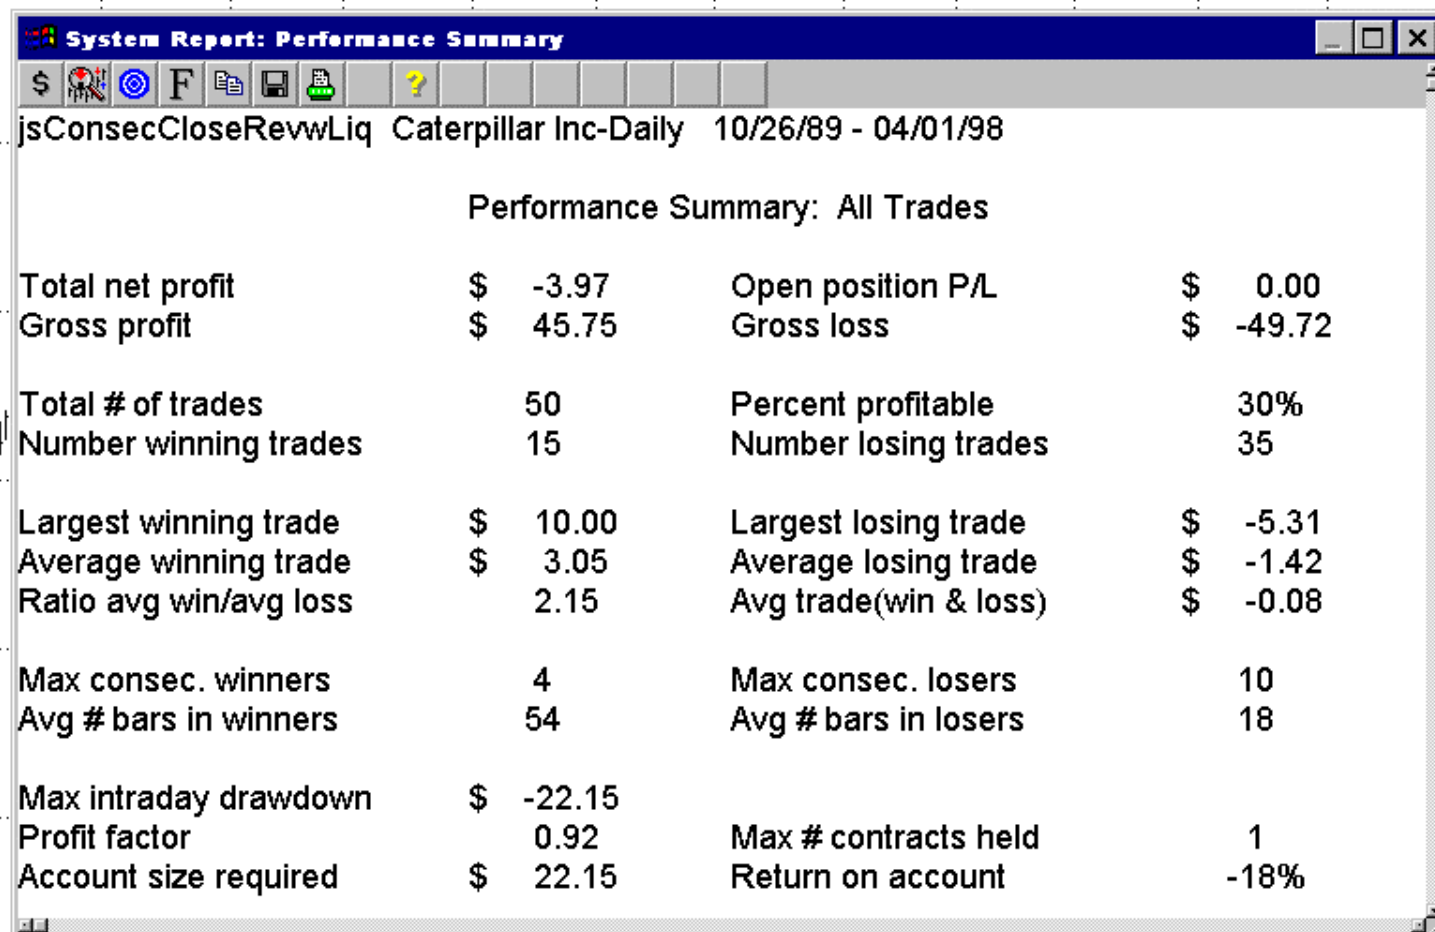 System Report: Performance Summary
$ F ?
jsConsecCloseRevwLiq Caterpillar Inc-Daily 10/26/89 - 04/01/98
Performance Summary: All Trades
Total net profit $ -3.97 Open position P/L $ 0.00
Gross profit $ 45.75 Gross loss $ -49.72
Total # of trades 50 Percent profitable 30%
Number winning trades 15 Number losing trades 35
Largest winning trade $ 10.00 Largest losing trade $ -5.31
Average winning trade $ 3.05 Average losing trade $ -1.42
Ratio avg win/avg loss 2.15 Avg trade(win & loss) $ -0.08
Max consec. winners 4 Max consec. losers 10
Avg # bars in winners 54 Avg # bars in losers 18
Max intraday drawdown $ -22.15
Profit factor 0.92 Max # contracts held 1
Account size required $ 22.15 Return on account -18%